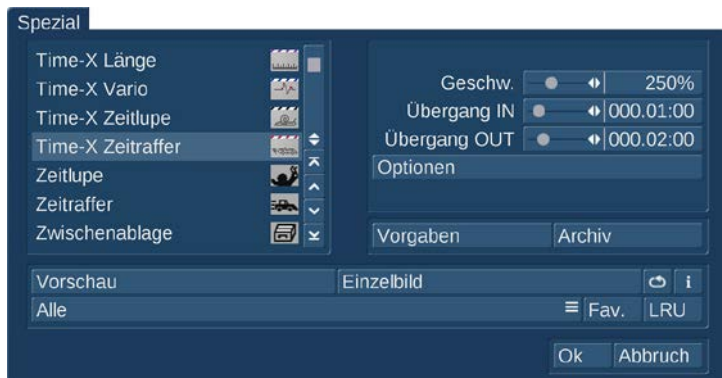 Spezial
Time-X Länge
Time-X Vario
Time-X Zeitlupe
Time-X Zeitraffer
Zeitlupe
Zeitraffer
Zwischenablage
Geschw. 250%
Übergang IN 000.01:00
Übergang OUT 000.02:00
Optionen
Vorgaben Archiv
Vorschau Einzelbild i
Alle Fav. LRU
Ok Abbruch